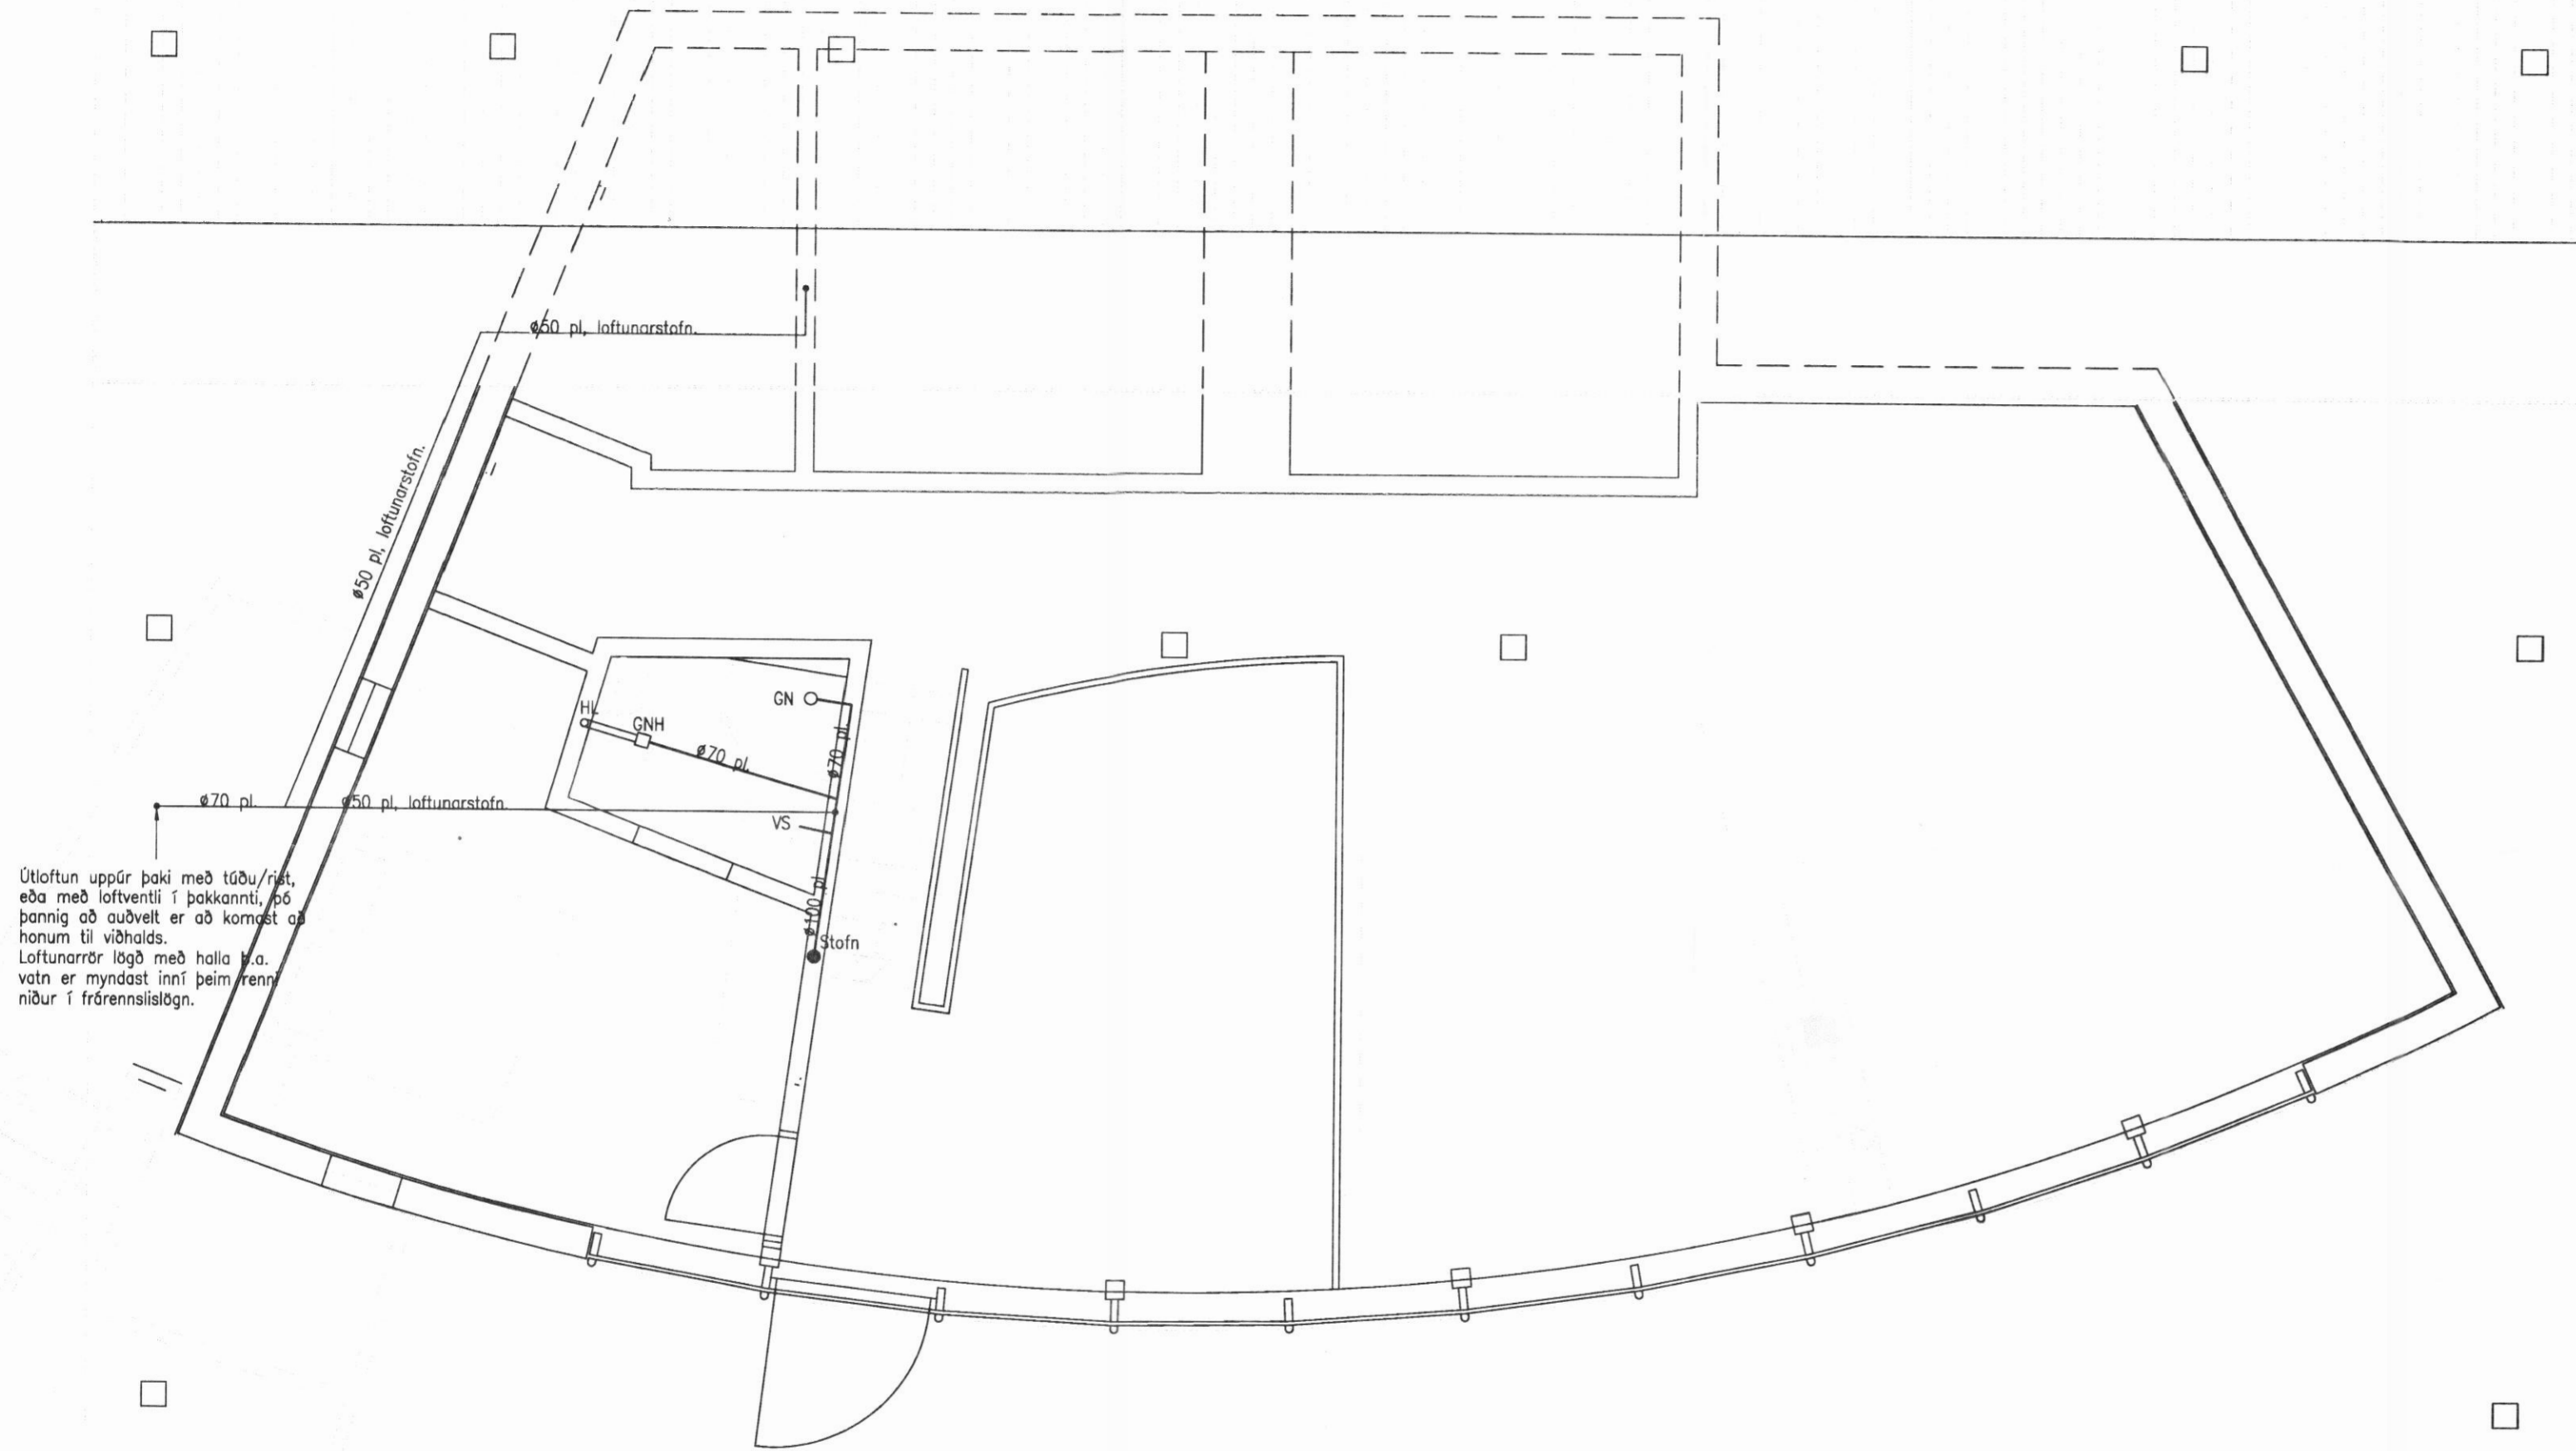 ø50 pl, loftunarstofn.
ø50 pl, loftunarstofn.
GN
HL
GNH
ø70 pl.
ø70 pl.
ø70 pl.
ø50 pl, loftunarstofn.
VS
ø100 pl
Stofn
Útloftun uppúr þaki með túðu/rist,
eða með loftventli í þakkannti, þó
þannig að auðvelt er að komast að
honum til viðhalds.
Loftunarrör lögð með halla þ.a.
vatn er myndast inní þeim renni
niður í frárennslislögn.